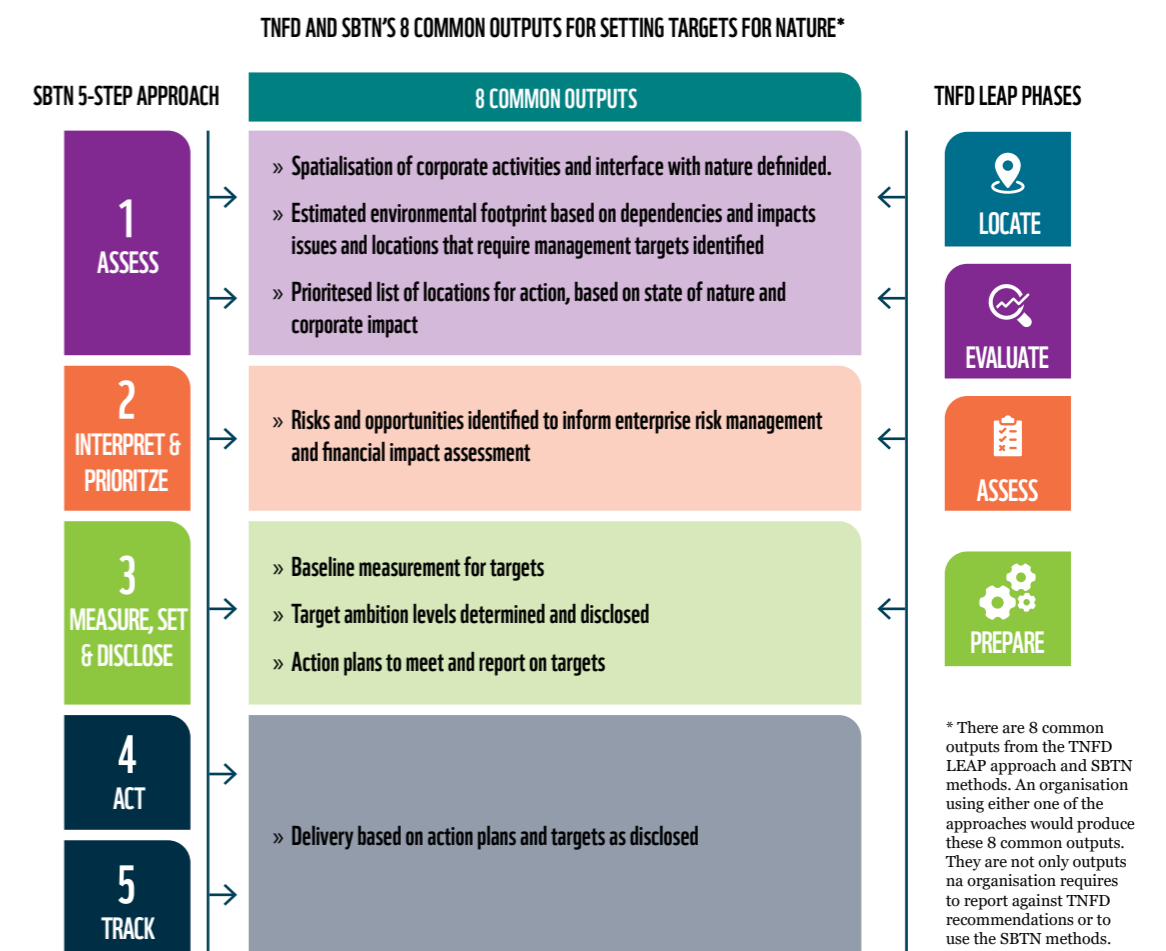 TNFD AND SBTN'S 8 COMMON OUTPUTS FOR SETTING TARGETS FOR NATURE*
SBTN 5-STEP APPROACH
8 COMMON OUTPUTS
TNFD LEAP PHASES
1
ASSESS
» Spatialisation of corporate activities and interface with nature definided.
» Estimated environmental footprint based on dependencies and impacts
issues and locations that require management targets identified
» Prioritesed list of locations for action, based on state of nature and
corporate impact
LOCATE
EVALUATE
2
INTERPRET &
PRIORITZE
» Risks and opportunities identified to inform enterprise risk management
and financial impact assessment
ASSESS
3
MEASURE, SET
& DISCLOSE
» Baseline measurement for targets
» Target ambition levels determined and disclosed
» Action plans to meet and report on targets
PREPARE
4
ACT
5
TRACK
» Delivery based on action plans and targets as disclosed
* There are 8 common
outputs from the TNFD
LEAP approach and SBTN
methods. An organisation
using either one of the
approaches would produce
these 8 common outputs.
They are not only outputs
na organisation requires
to report against TNFD
recommendations or to
use the SBTN methods.